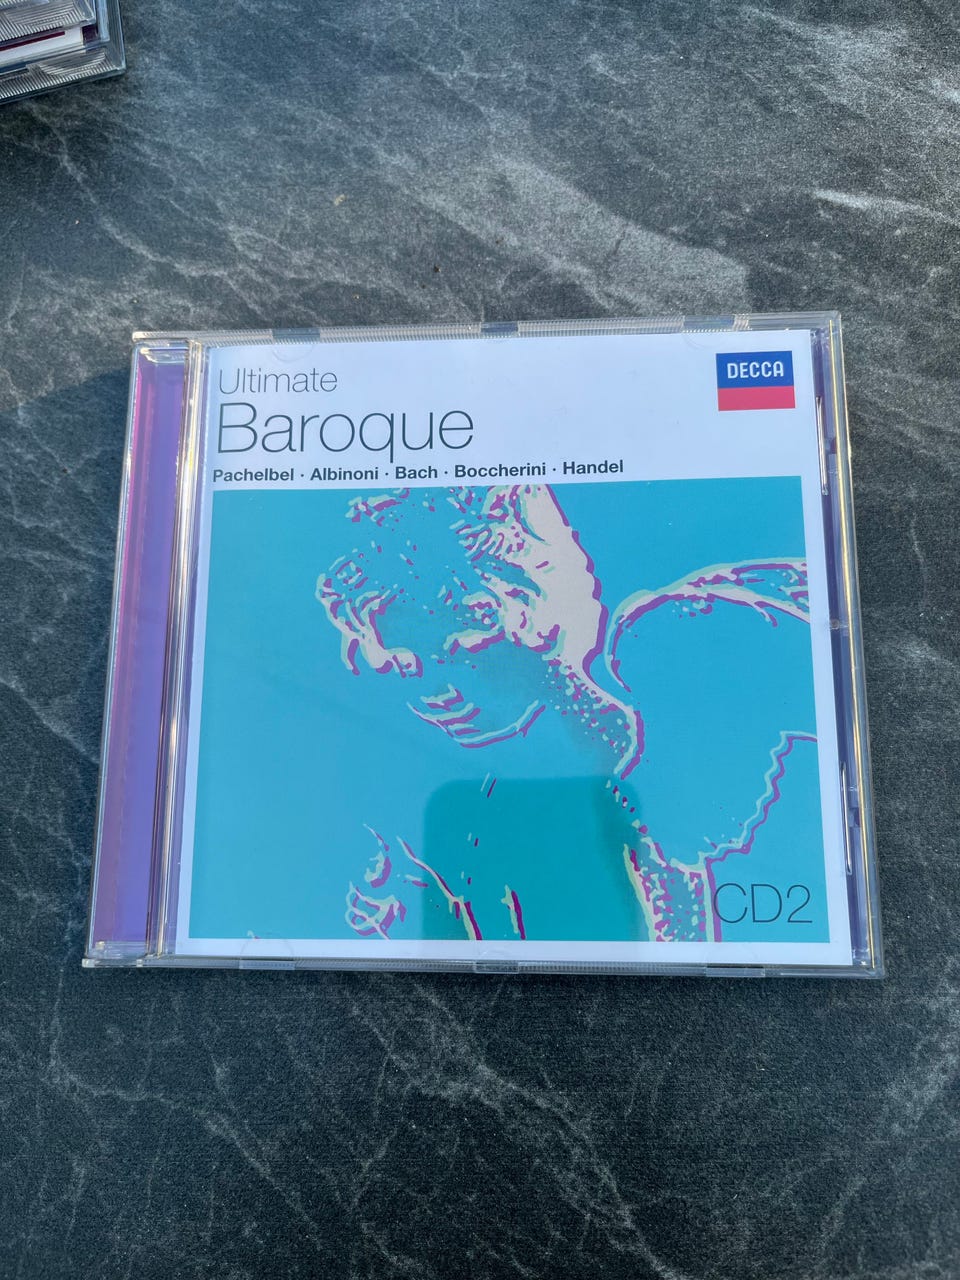 Ultimate
Baroque
DECCA
Pachelbel · Albinoni · Bach · Boccherini · Handel
CD2